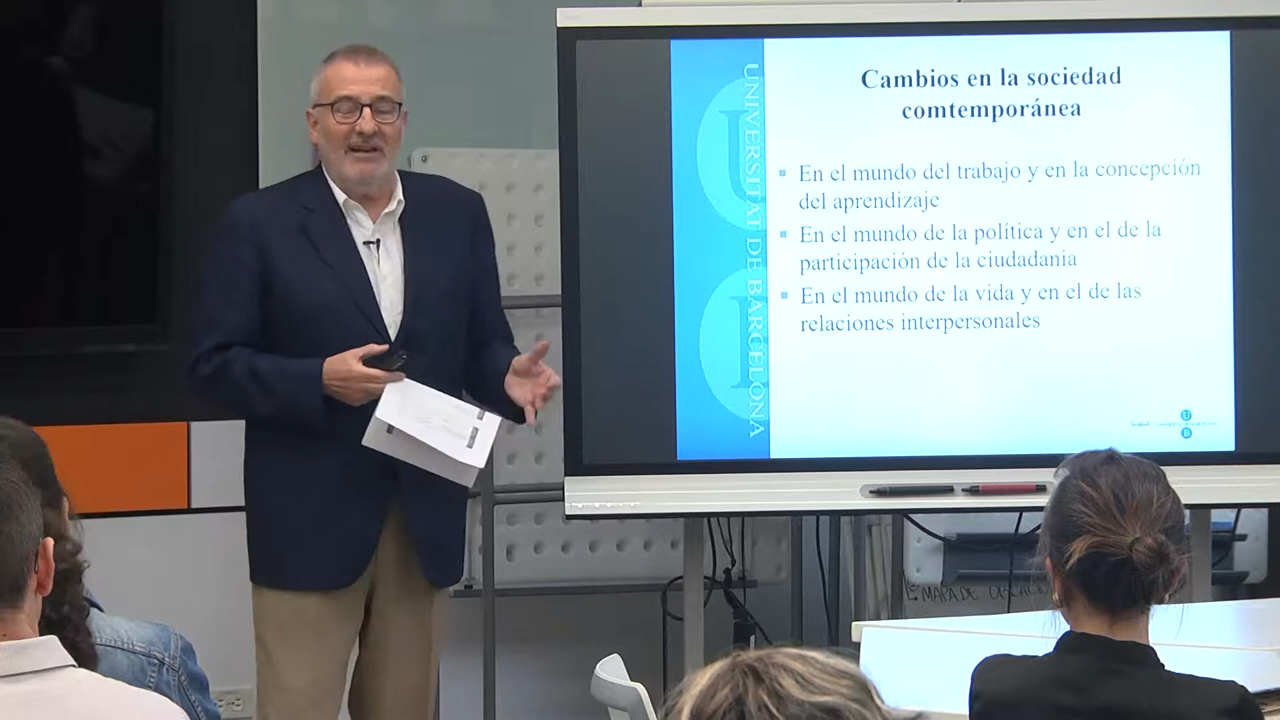 Cambios en la sociedad
comtemporánea
En el mundo del trabajo y en la concepción
del aprendizaje
En el mundo de la política y en el de la
participación de la ciudadania
En el mundo de la vida y en el de las
relaciones interpersonales
UNIVERSITAT DE BARCELONA
U
B
MAPA DE